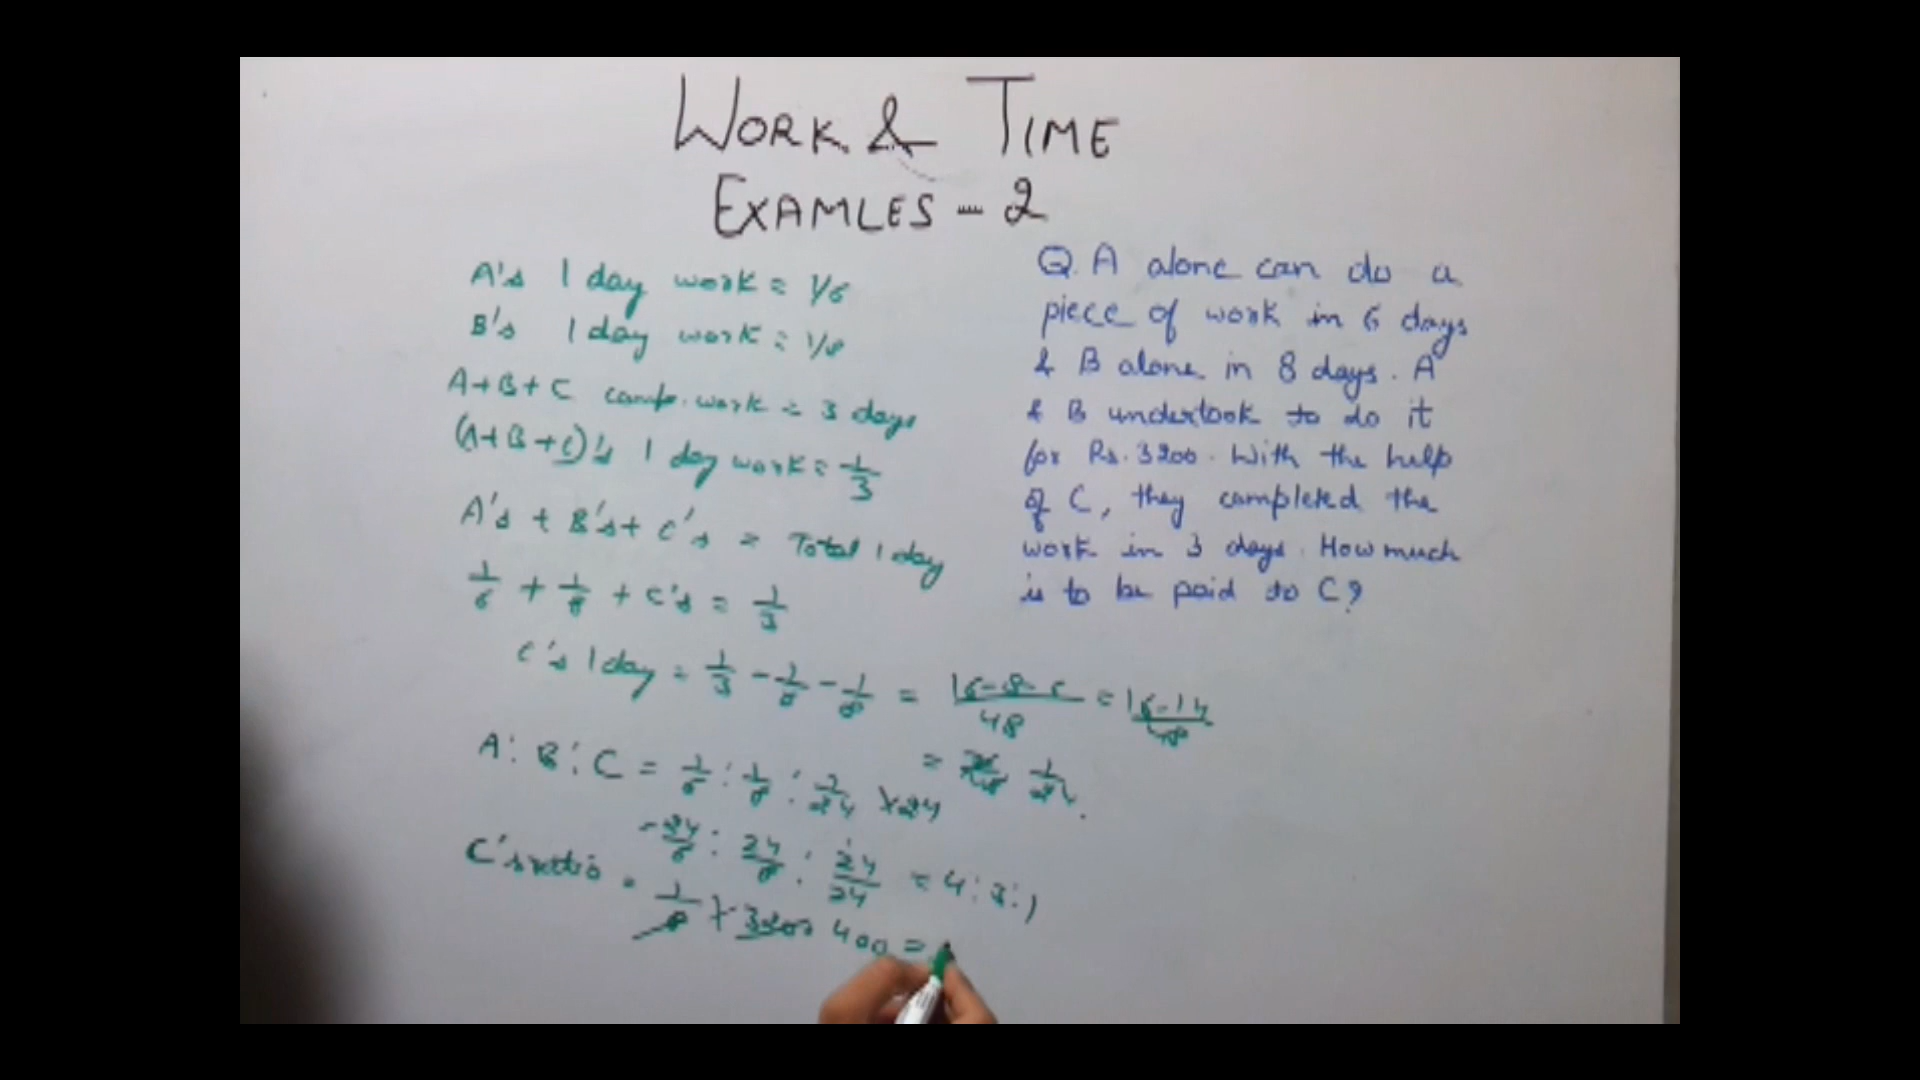 WORK & TIME
EXAMLES - 2
A's 1 day work = 1/6
B's 1 day work = 1/8
A+B+C comp. work = 3 days
(A+B+C)'s 1 day work = 1/3
A's + B's + C's = Total 1 day
1/6 + 1/8 + C's = 1/3
C's 1 day = 1/3 - 1/6 - 1/8 = 16-8-6/48 = 16-14/48
= 1/24.
A:B:C = 1/6 : 1/8 : 1/24 × 24
= 24/6 : 24/8 : 24/24 = 4:3:1
C's ratio = 1/8 × 3200 400 =
Q. A alone can do a
piece of work in 6 days
& B alone in 8 days. A
& B undertook to do it
for Rs. 3200. With the help
of C, they completed the
work in 3 days. How much
is to be paid to C?